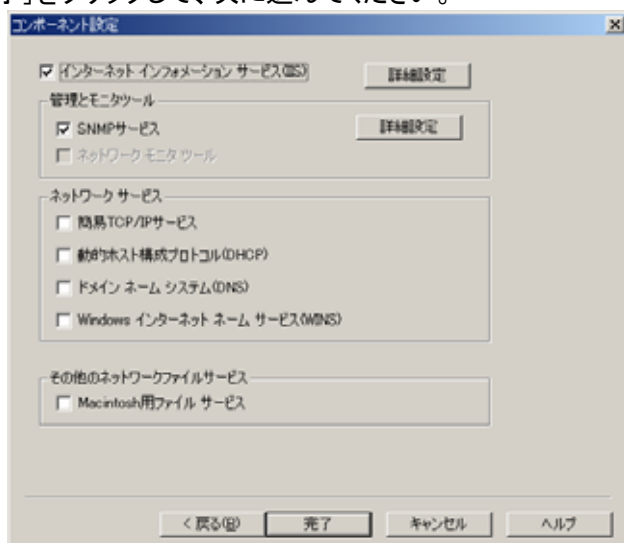 」をクリックして、次に進んでください。
コンポーネント設定
インターネット インフォメーション サービス(IIS)
詳細設定
管理とモニタツール
SNMPサービス
詳細設定
ネットワーク モニタ ツール
ネットワーク サービス
簡易TCP/IPサービス
動的ホスト構成プロトコル(DHCP)
ドメイン ネーム システム(DNS)
Windows インターネット ネーム サービス(WINS)
その他のネットワークファイルサービス
Macintosh用ファイル サービス
< 戻る(B)
完了
キャンセル
ヘルプ